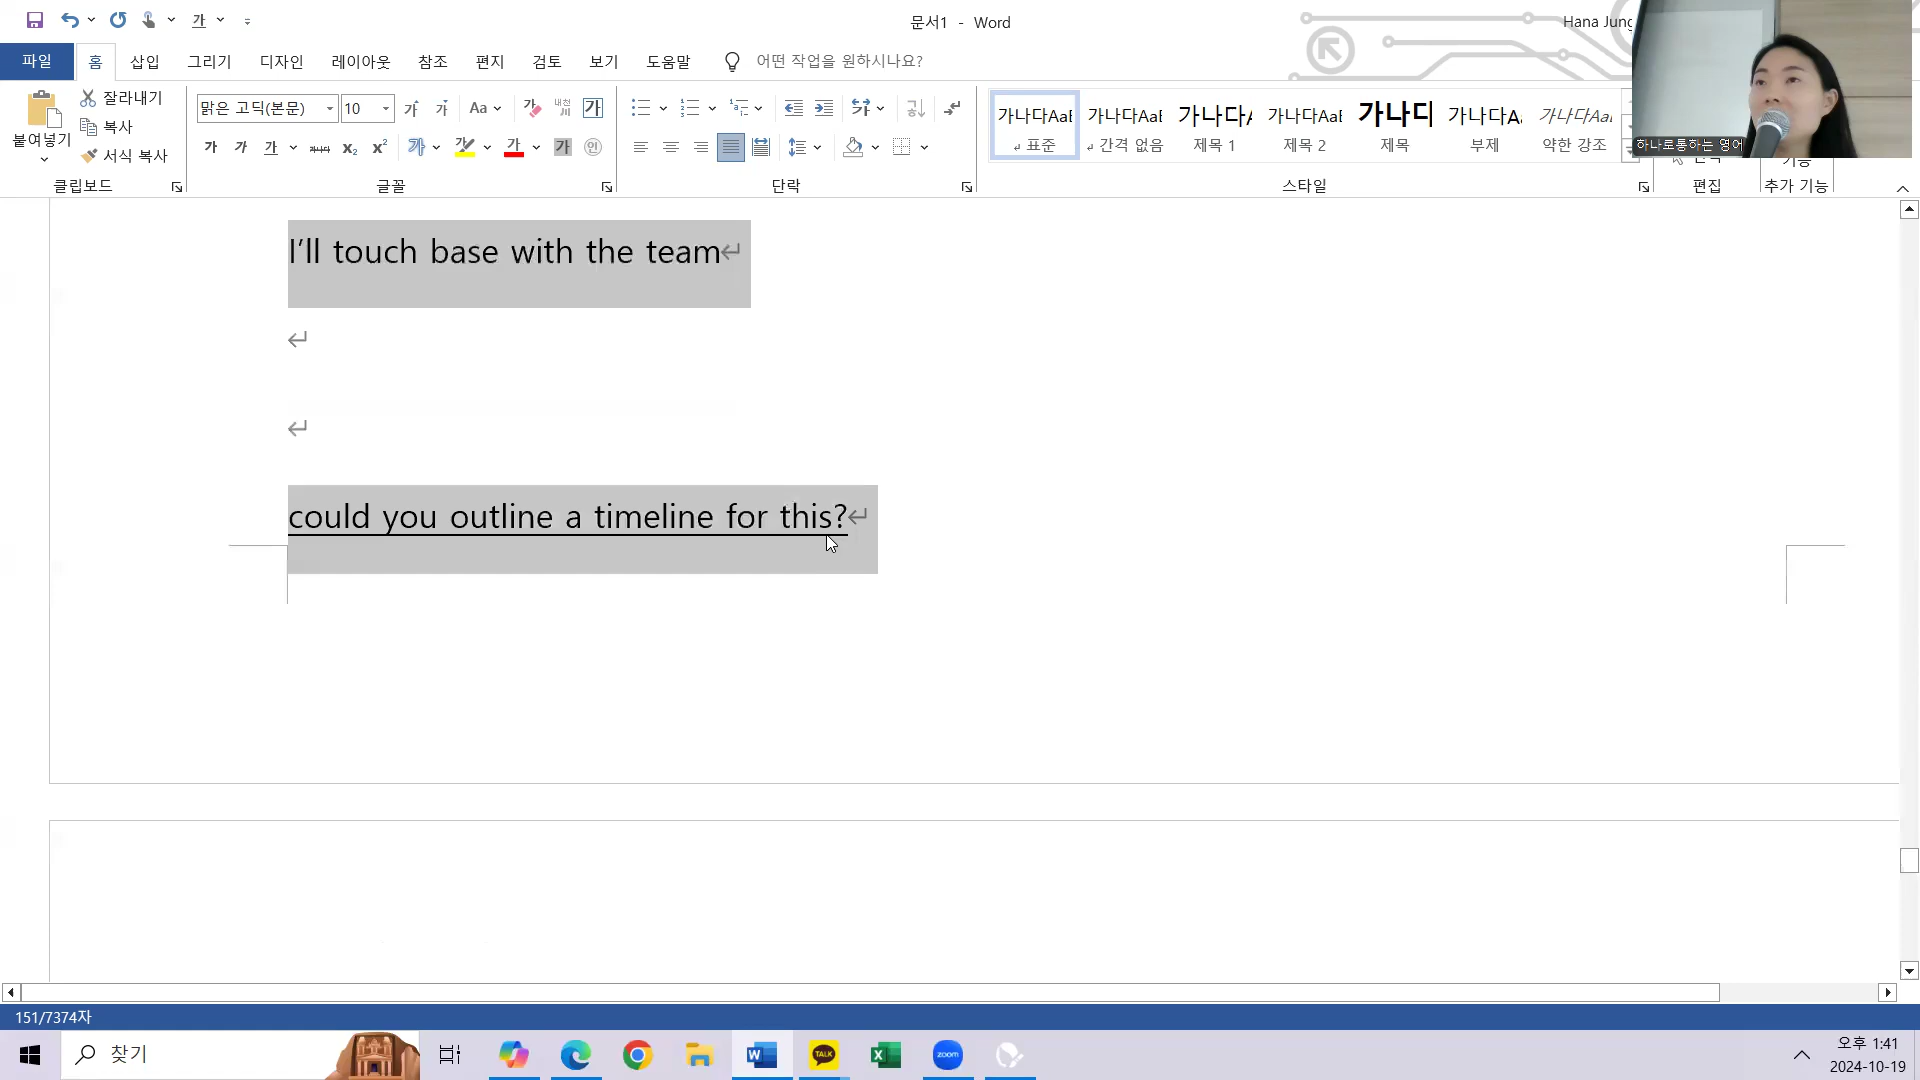 문서1 - Word
Hana Jung
파일 홈 삽입 그리기 디자인 레이아웃 참조 편지 검토 보기 도움말 어떤 작업을 원하시나요?
붙여넣기
잘라내기
복사
서식 복사
맑은 고딕(본문) 10
가나다AaB 가나다AaB 가나다A 가나다AaB 가나다 가나다Aa 가나다AaB
표준 간격 없음 제목 1 제목 2 제목 부제 약한 강조
하나로통하는 영어
클립보드 글꼴 단락 스타일 편집 추가 기능
I'll touch base with the team
could you outline a timeline for this?
151/7374자
찾기
TALK
zoom
오후 1:41
2024-10-19